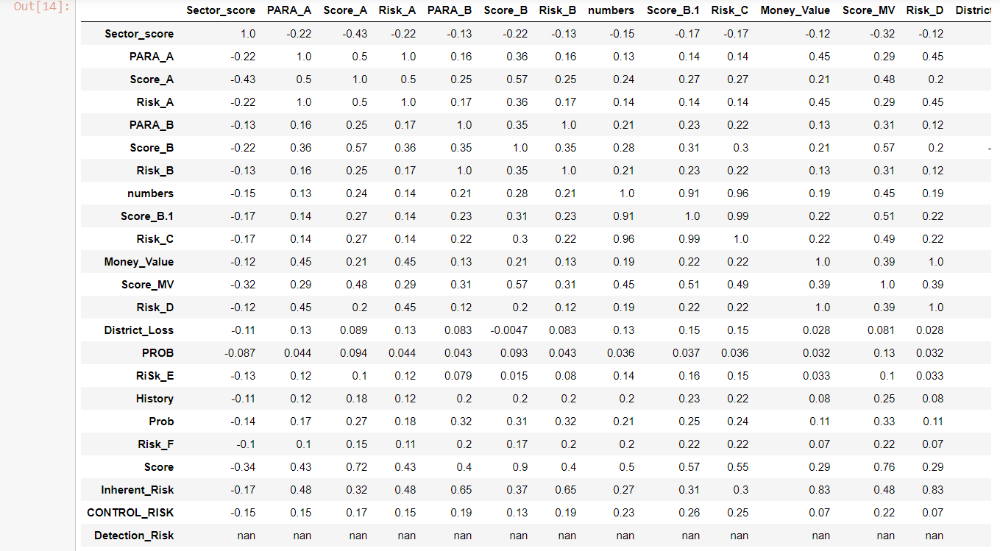 Out[14]:
Sector_score PARA_A Score_A Risk_A PARA_B Score_B Risk_B numbers Score_B.1 Risk_C Money_Value Score_MV Risk_D District
Sector_score 1.0 -0.22 -0.43 -0.22 -0.13 -0.22 -0.13 -0.15 -0.17 -0.17 -0.12 -0.32 -0.12
PARA_A -0.22 1.0 0.5 1.0 0.16 0.36 0.16 0.13 0.14 0.14 0.45 0.29 0.45
Score_A -0.43 0.5 1.0 0.5 0.25 0.57 0.25 0.24 0.27 0.27 0.21 0.48 0.2
Risk_A -0.22 1.0 0.5 1.0 0.17 0.36 0.17 0.14 0.14 0.14 0.45 0.29 0.45
PARA_B -0.13 0.16 0.25 0.17 1.0 0.35 1.0 0.21 0.23 0.22 0.13 0.31 0.12
Score_B -0.22 0.36 0.57 0.36 0.35 1.0 0.35 0.28 0.31 0.3 0.21 0.57 0.2 -
Risk_B -0.13 0.16 0.25 0.17 1.0 0.35 1.0 0.21 0.23 0.22 0.13 0.31 0.12
numbers -0.15 0.13 0.24 0.14 0.21 0.28 0.21 1.0 0.91 0.96 0.19 0.45 0.19
Score_B.1 -0.17 0.14 0.27 0.14 0.23 0.31 0.23 0.91 1.0 0.99 0.22 0.51 0.22
Risk_C -0.17 0.14 0.27 0.14 0.22 0.3 0.22 0.96 0.99 1.0 0.22 0.49 0.22
Money_Value -0.12 0.45 0.21 0.45 0.13 0.21 0.13 0.19 0.22 0.22 1.0 0.39 1.0
Score_MV -0.32 0.29 0.48 0.29 0.31 0.57 0.31 0.45 0.51 0.49 0.39 1.0 0.39
Risk_D -0.12 0.45 0.2 0.45 0.12 0.2 0.12 0.19 0.22 0.22 1.0 0.39 1.0
District_Loss -0.11 0.13 0.089 0.13 0.083 -0.0047 0.083 0.13 0.15 0.15 0.028 0.081 0.028
PROB -0.087 0.044 0.094 0.044 0.043 0.093 0.043 0.036 0.037 0.036 0.032 0.13 0.032
RiSk_E -0.13 0.12 0.1 0.12 0.079 0.015 0.08 0.14 0.16 0.15 0.033 0.1 0.033
History -0.11 0.12 0.18 0.12 0.2 0.2 0.2 0.2 0.23 0.22 0.08 0.25 0.08
Prob -0.14 0.17 0.27 0.18 0.32 0.31 0.32 0.21 0.25 0.24 0.11 0.33 0.11
Risk_F -0.1 0.1 0.15 0.11 0.2 0.17 0.2 0.2 0.22 0.22 0.07 0.22 0.07
Score -0.34 0.43 0.72 0.43 0.4 0.9 0.4 0.5 0.57 0.55 0.29 0.76 0.29
Inherent_Risk -0.17 0.48 0.32 0.48 0.65 0.37 0.65 0.27 0.31 0.3 0.83 0.48 0.83
CONTROL_RISK -0.15 0.15 0.17 0.15 0.19 0.13 0.19 0.23 0.26 0.25 0.07 0.22 0.07
Detection_Risk nan nan nan nan nan nan nan nan nan nan nan nan nan